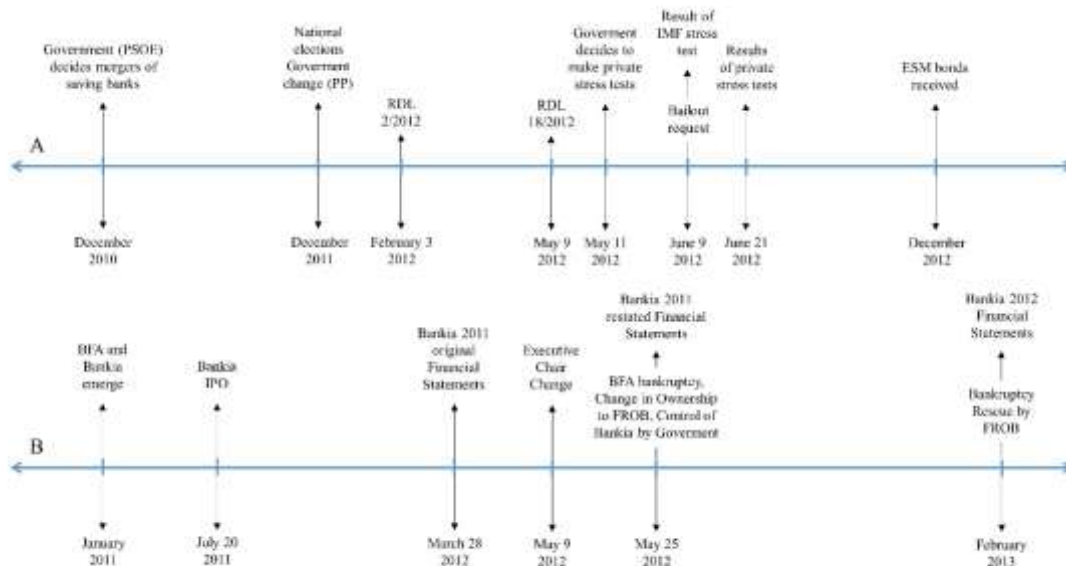 Government (PSOE)
decides mergers of
saving banks
National
elections
Goverment
change (PP)
RDL
2/2012
RDL
18/2012
Goverment
decides to
make private
stress tests
Result of
IMF stress
test
Bailout
request
Results
of private
stress tests
ESM bonds
received
A
December
2010
December
2011
February 3
2012
May 9
2012
May 11
2012
June 9
2012
June 21
2012
December
2012
BFA and
Bankia
emerge
Bankia
IPO
Bankia 2011
original
Financial
Statements
Executive
Chair
Change
Bankia 2011
restated Financial
Statements
BFA bankruptcy,
Change in Ownership
to FROB, Control of
Bankia by Goverment
Bankia 2012
Financial
Statements
Bankruptcy
Rescue by
FROB
B
January
2011
July 20
2011
March 28
2012
May 9
2012
May 25
2012
February
2013